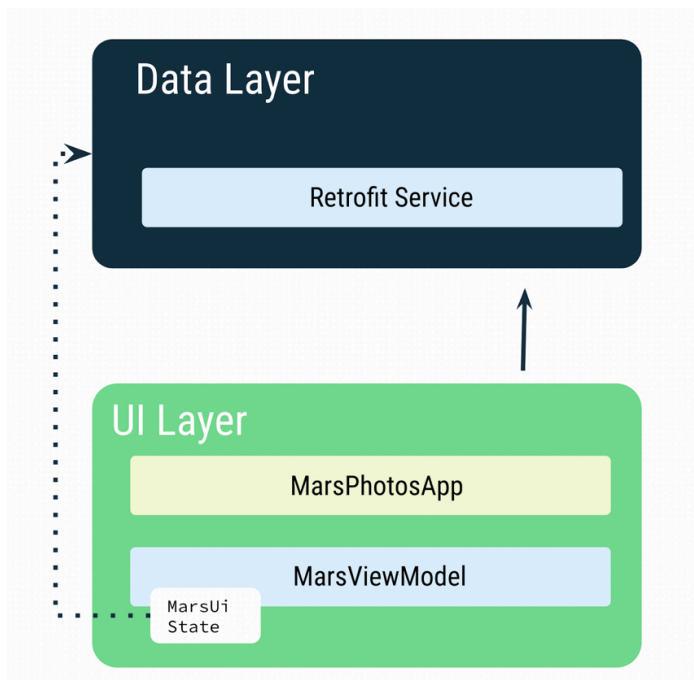 Data Layer
Retrofit Service
UI Layer
MarsPhotosApp
MarsViewModel
MarsUi
State